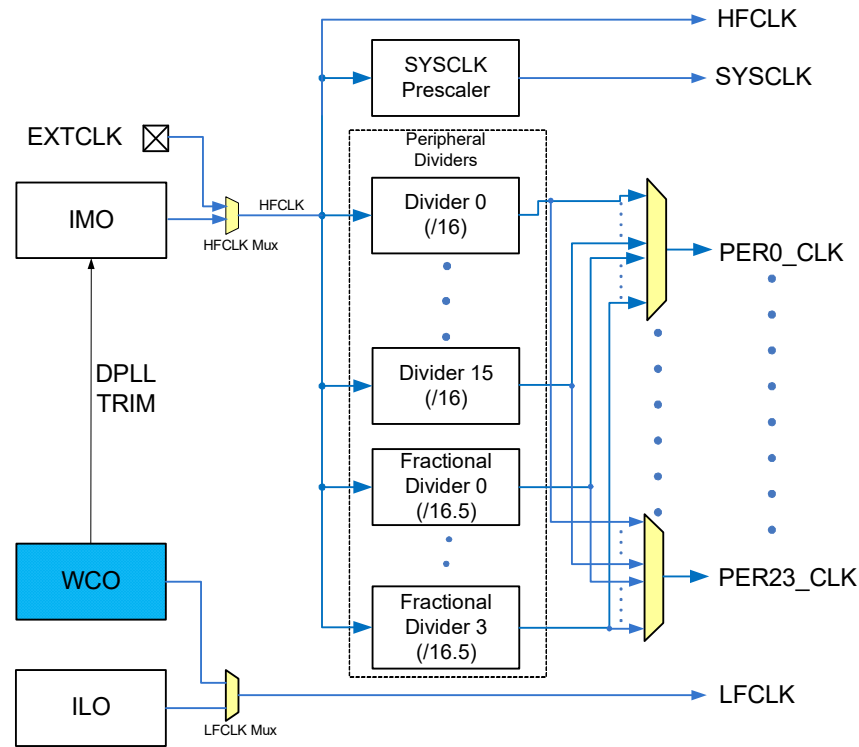 HFCLK
SYSCLK
Prescaler
SYSCLK
EXTCLK
Peripheral
Dividers
IMO
HFCLK
HFCLK Mux
Divider 0
(/16)
PER0_CLK
DPLL
TRIM
Divider 15
(/16)
Fractional
Divider 0
(/16.5)
WCO
PER23_CLK
Fractional
Divider 3
(/16.5)
ILO
LFCLK Mux
LFCLK